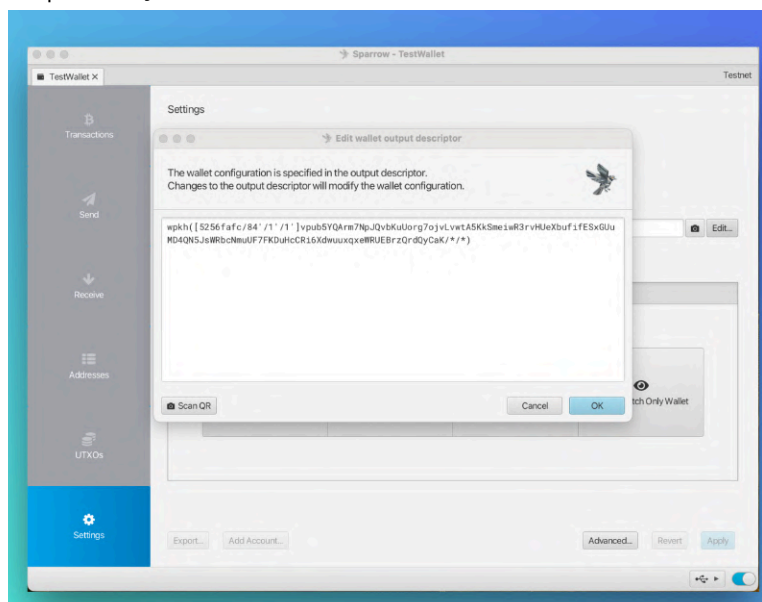 Sparrow - TestWallet
TestWallet ×
Testnet
Transactions
Send
Receive
Addresses
UTXOs
Settings
Settings
Edit wallet output descriptor
The wallet configuration is specified in the output descriptor.
Changes to the output descriptor will modify the wallet configuration.
wpkh([5256fafc/84'/1'/1']vpub5YQArm7NpJQvbKuUorg7ojvLvwtA5KkSmeiwR3rvHUeXbufifESxGUu
MD4QN5JsWRbcNmuUF7FKDuHcCRi6XdwuuxqxeWRUEBrzQrdQyCaK/*/*)
Edit...
Scan QR
Cancel
OK
tch Only Wallet
Export...
Add Account...
Advanced...
Revert
Apply